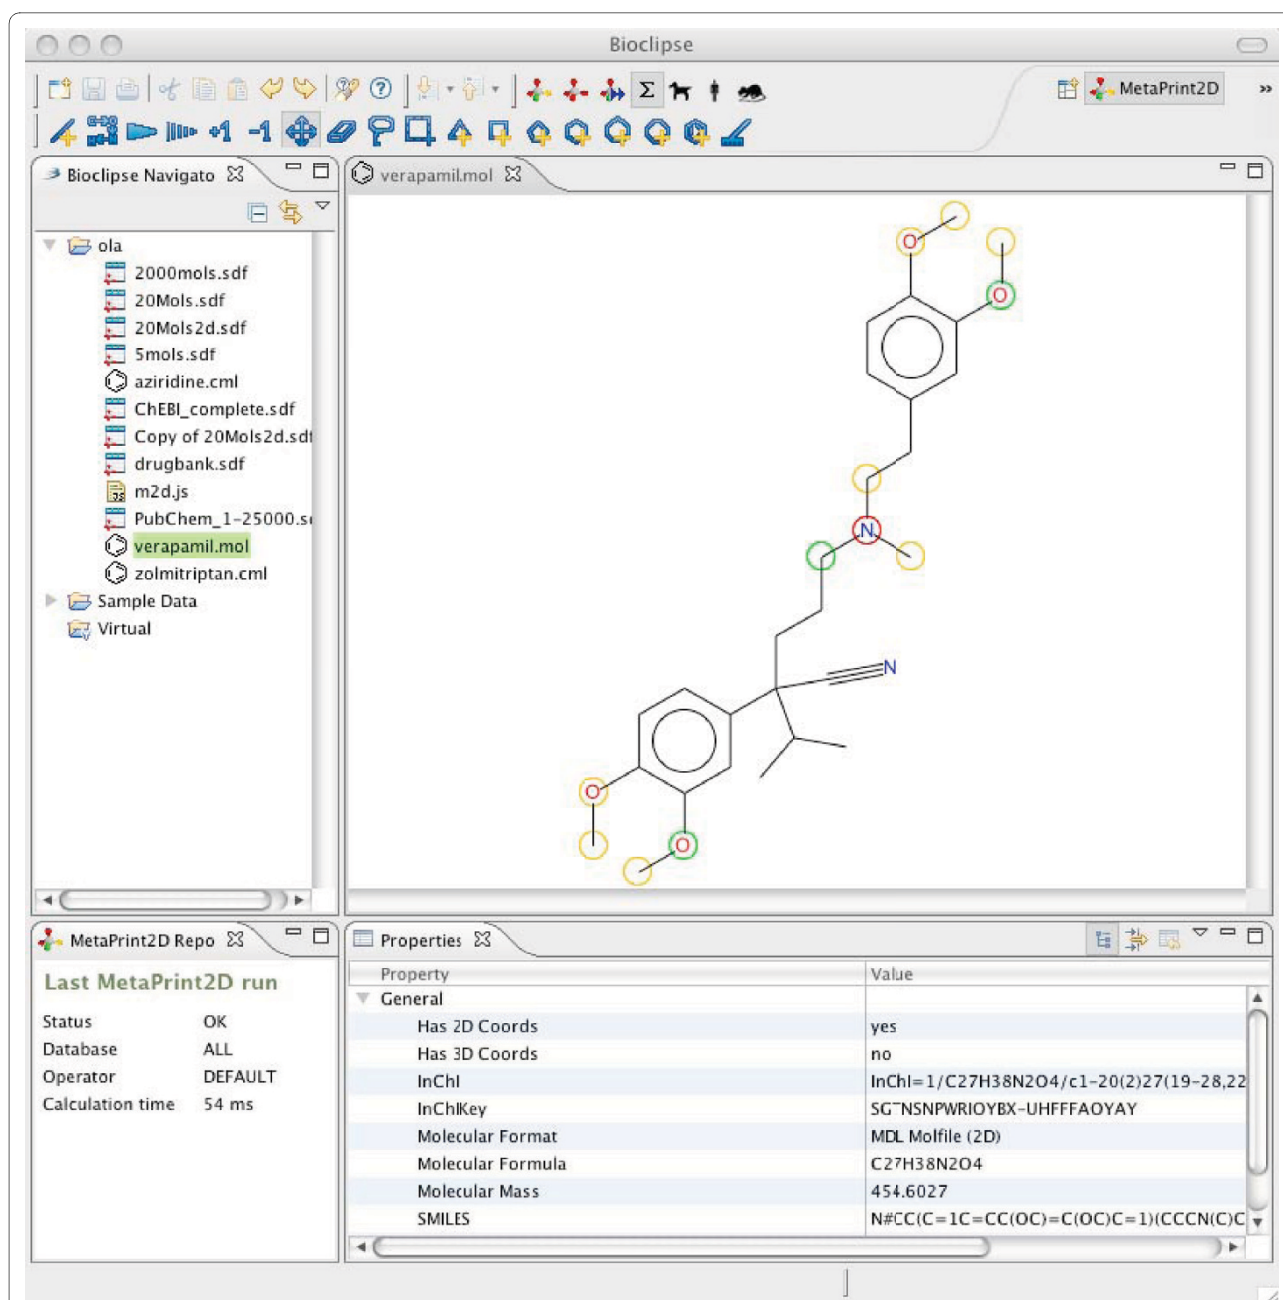 Bioclipse
MetaPrint2D
»
+1 -1
Σ
Bioclipse Navigato
ola
2000mols.sdf
20Mols.sdf
20Mols2d.sdf
5mols.sdf
aziridine.cml
ChEBI_complete.sdf
Copy of 20Mols2d.sdf
drugbank.sdf
m2d.js
PubChem_1-25000.s
verapamil.mol
zolmitriptan.cml
Sample Data
Virtual
verapamil.mol
O
O
N
N
O
O
MetaPrint2D Repo
Last MetaPrint2D run
Status OK
Database ALL
Operator DEFAULT
Calculation time 54 ms
Properties
Property Value
General
Has 2D Coords yes
Has 3D Coords no
InChI InChI=1/C27H38N2O4/c1-20(2)27(19-28,22
InChIKey
Molecular Format MDL Molfile (2D)
Molecular Formula C27H38N2O4
Molecular Mass 454.6027
SMILES N#CC(C=1C=CC(OC)=C(OC)C=1)(CCCN(C)C